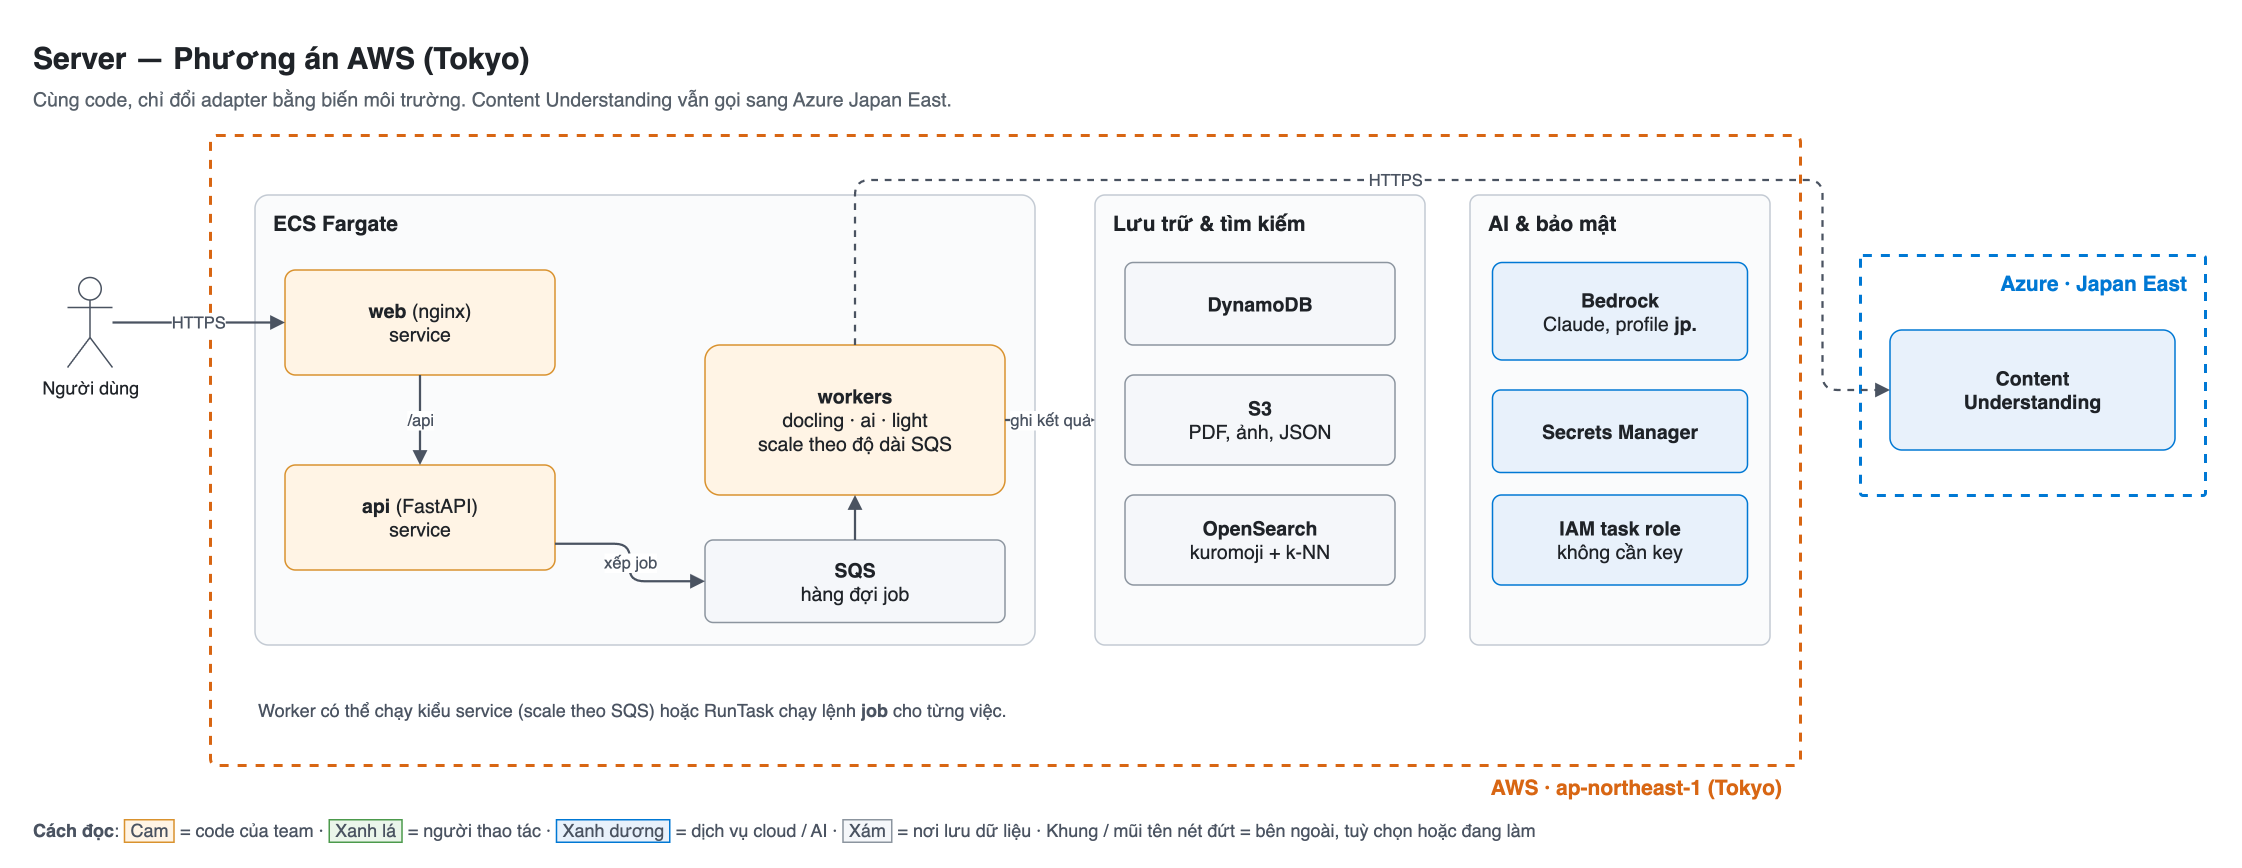 Server — Phương án AWS (Tokyo)
Cùng code, chỉ đổi adapter bằng biến môi trường. Content Understanding vẫn gọi sang Azure Japan East.
HTTPS
ECS Fargate
Lưu trữ & tìm kiếm
AI & bảo mật
Azure · Japan East
Người dùng
HTTPS
web (nginx)
service
/api
api (FastAPI)
service
xếp job
workers
docling · ai · light
scale theo độ dài SQS
SQS
hàng đợi job
ghi kết quả
DynamoDB
S3
PDF, ảnh, JSON
OpenSearch
kuromoji + k-NN
Bedrock
Claude, profile jp.
Secrets Manager
IAM task role
không cần key
Content
Understanding
Worker có thể chạy kiểu service (scale theo SQS) hoặc RunTask chạy lệnh job cho từng việc.
AWS · ap-northeast-1 (Tokyo)
Cách đọc: Cam = code của team · Xanh lá = người thao tác · Xanh dương = dịch vụ cloud / AI · Xám = nơi lưu dữ liệu · Khung / mũi tên nét đứt = bên ngoài, tuỳ chọn hoặc đang làm